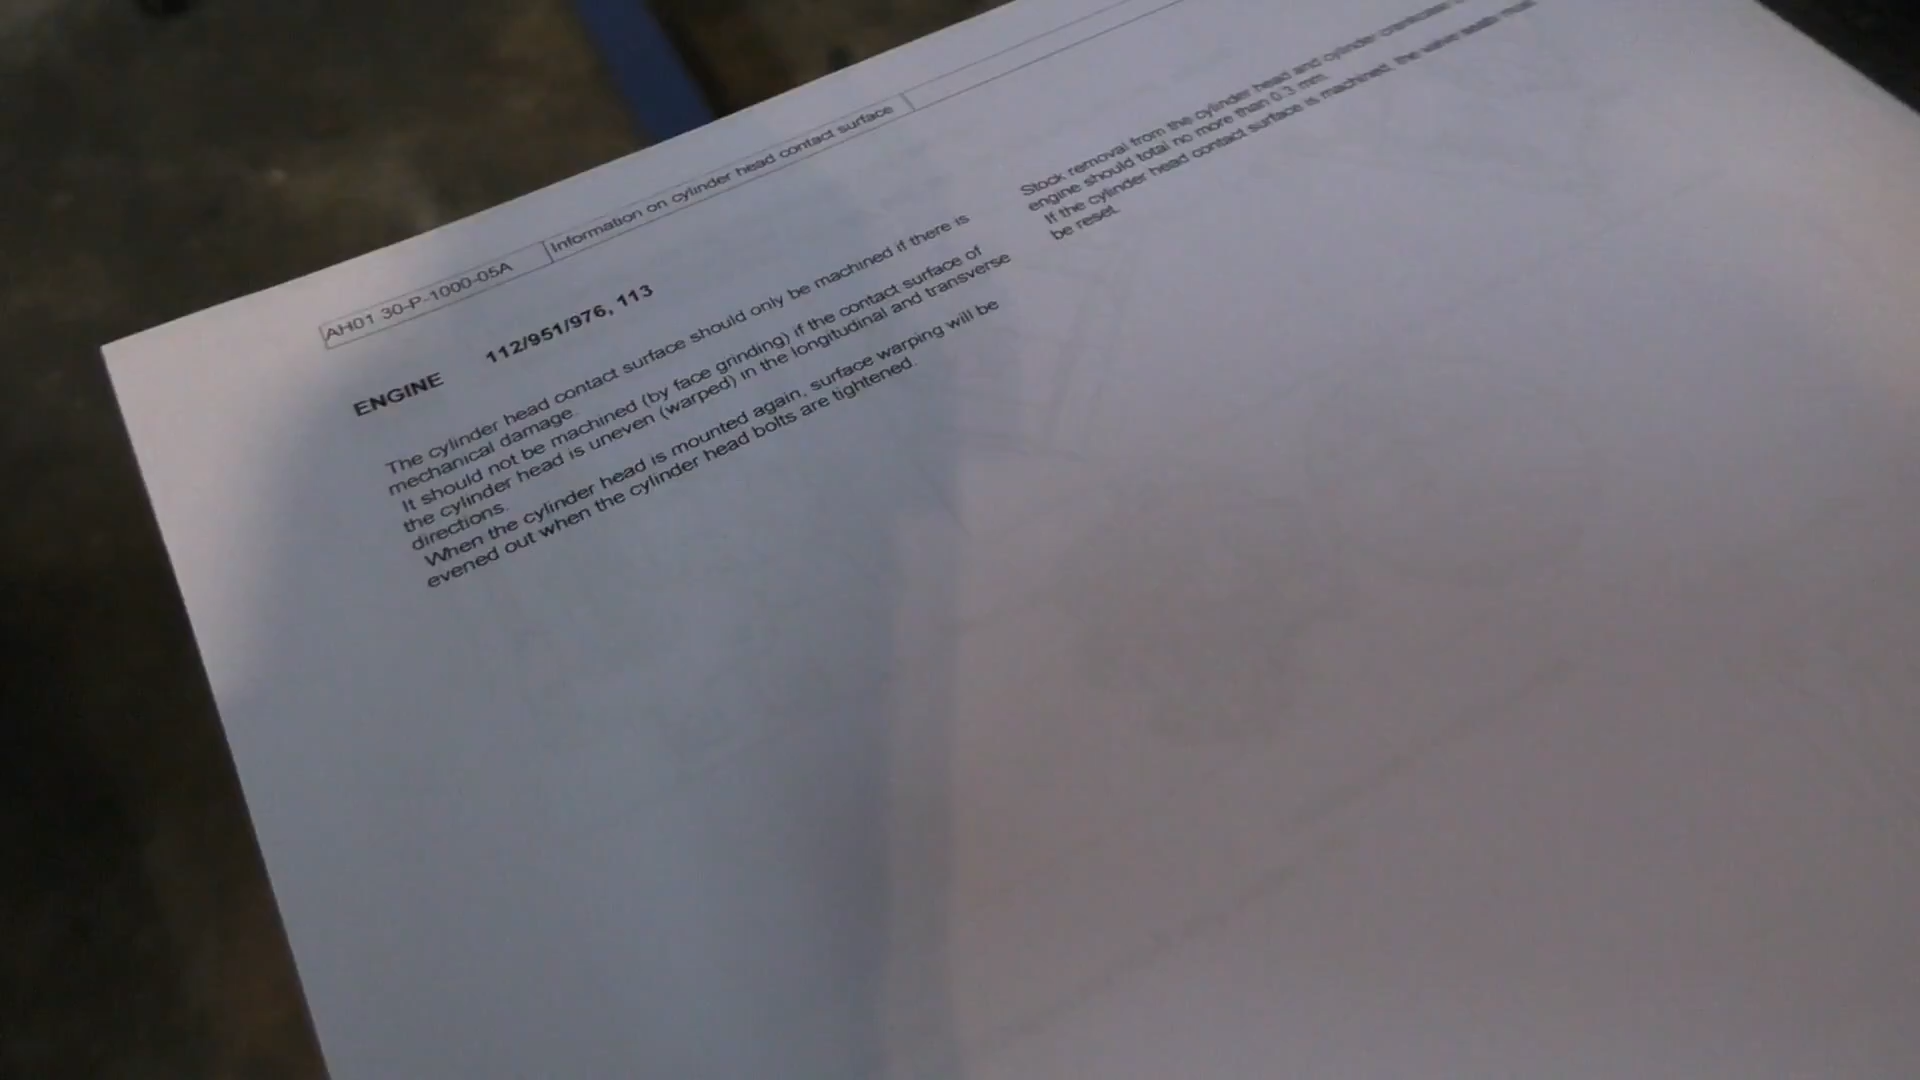 AH01.30-P-1000-05A
Information on cylinder head contact surface
ENGINE 112/951/976, 113
The cylinder head contact surface should only be machined if there is
mechanical damage.
It should not be machined (by face grinding) if the contact surface of
the cylinder head is uneven (warped) in the longitudinal and transverse
directions.
When the cylinder head is mounted again, surface warping will be
evened out when the cylinder head bolts are tightened.
Stock removal from the cylinder head and cylinder crankcase
engine should total no more than 0.3 mm.
If the cylinder head contact surface is machined, the valve seats must
be reset.